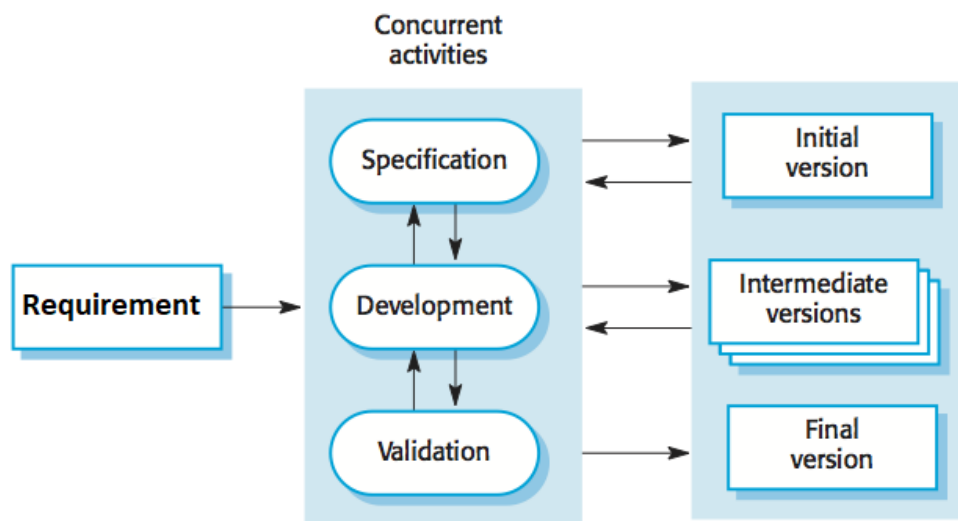 Concurrent
activities
Specification
Initial
version
Requirement
Development
Intermediate
versions
Validation
Final
version